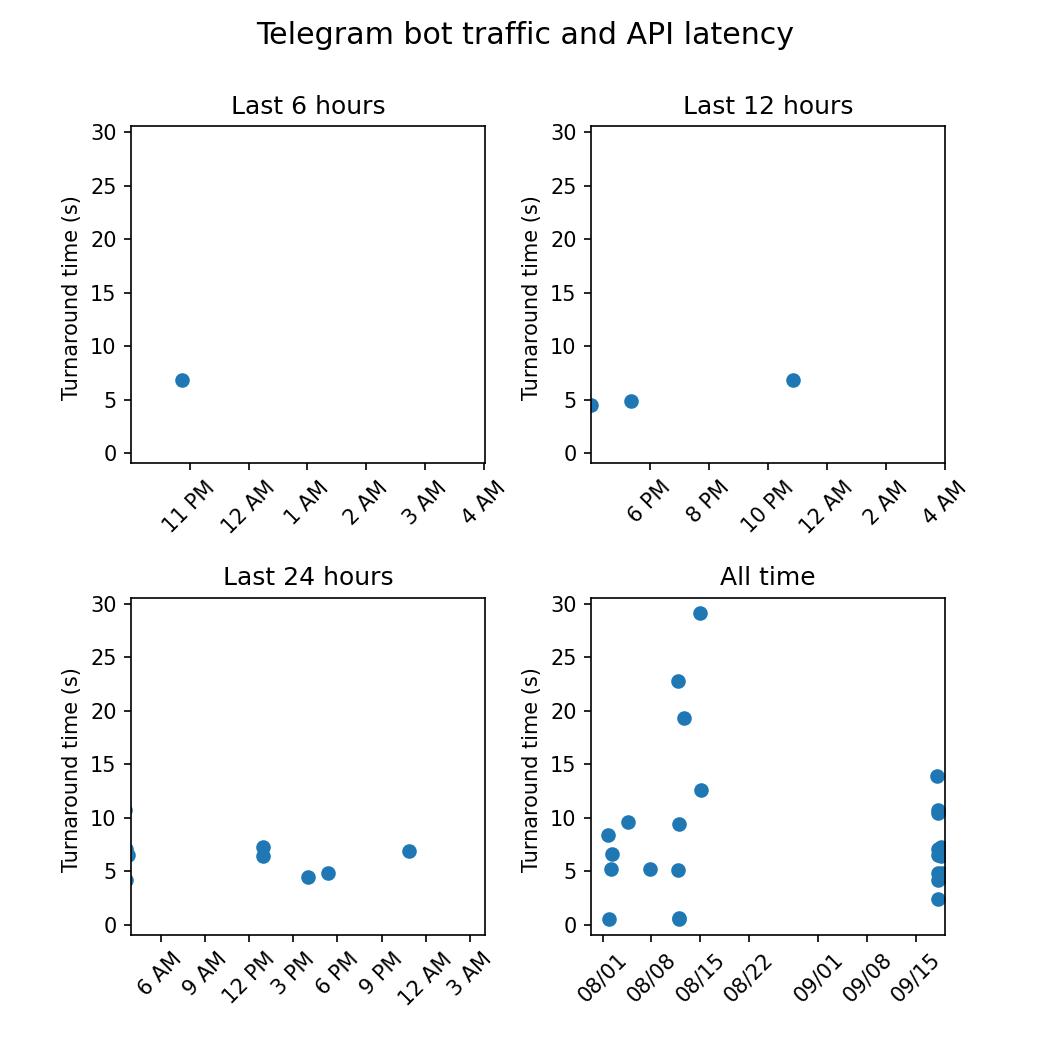 Telegram bot traffic and API latency
Last 6 hours
30
25
20
15
10
5
0
Turnaround time (s)
11 PM
12 AM
1 AM
2 AM
3 AM
4 AM
Last 12 hours
30
25
20
15
10
5
0
Turnaround time (s)
6 PM
8 PM
10 PM
12 AM
2 AM
4 AM
Last 24 hours
30
25
20
15
10
5
0
Turnaround time (s)
6 AM
9 AM
12 PM
3 PM
6 PM
9 PM
12 AM
3 AM
All time
30
25
20
15
10
5
0
Turnaround time (s)
08/01
08/08
08/15
08/22
09/01
09/08
09/15